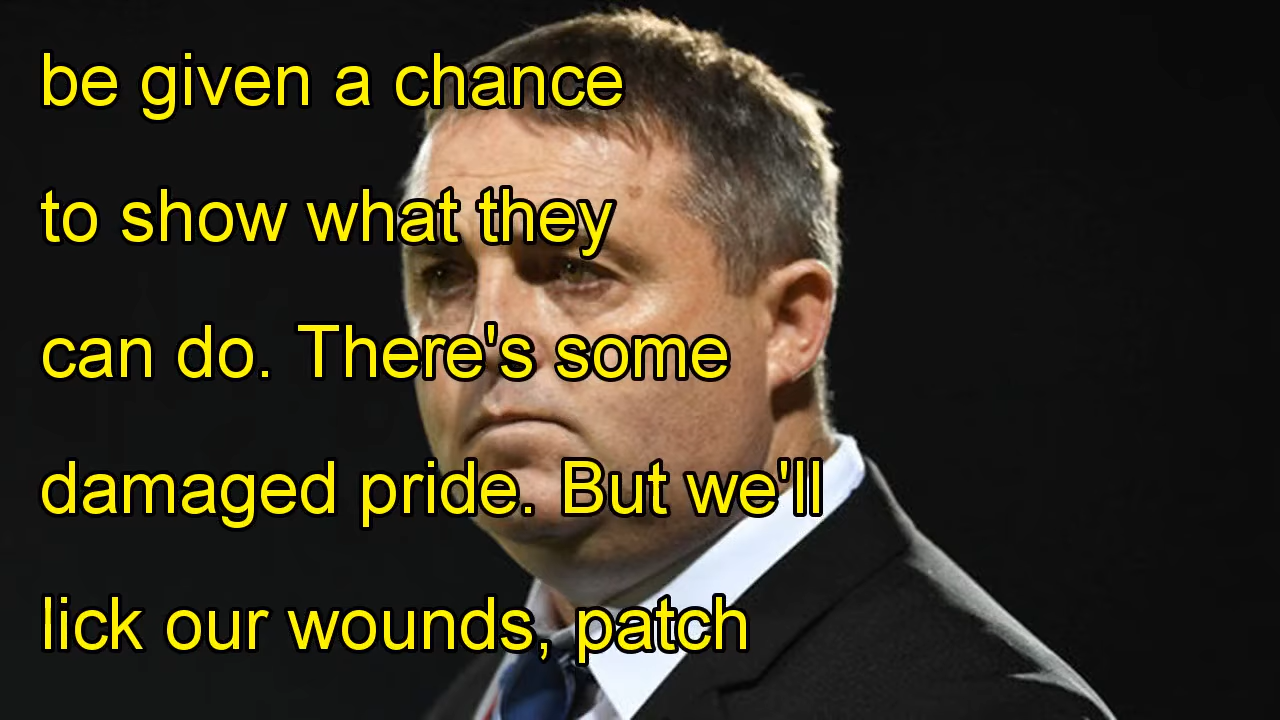 be given a chance
to show what they
can do. There's some
damaged pride. But we'll
lick our wounds, patch